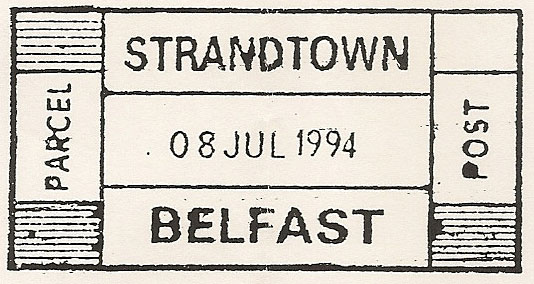 STRANDTOWN
PARCEL
08 JUL 1994
POST
BELFAST